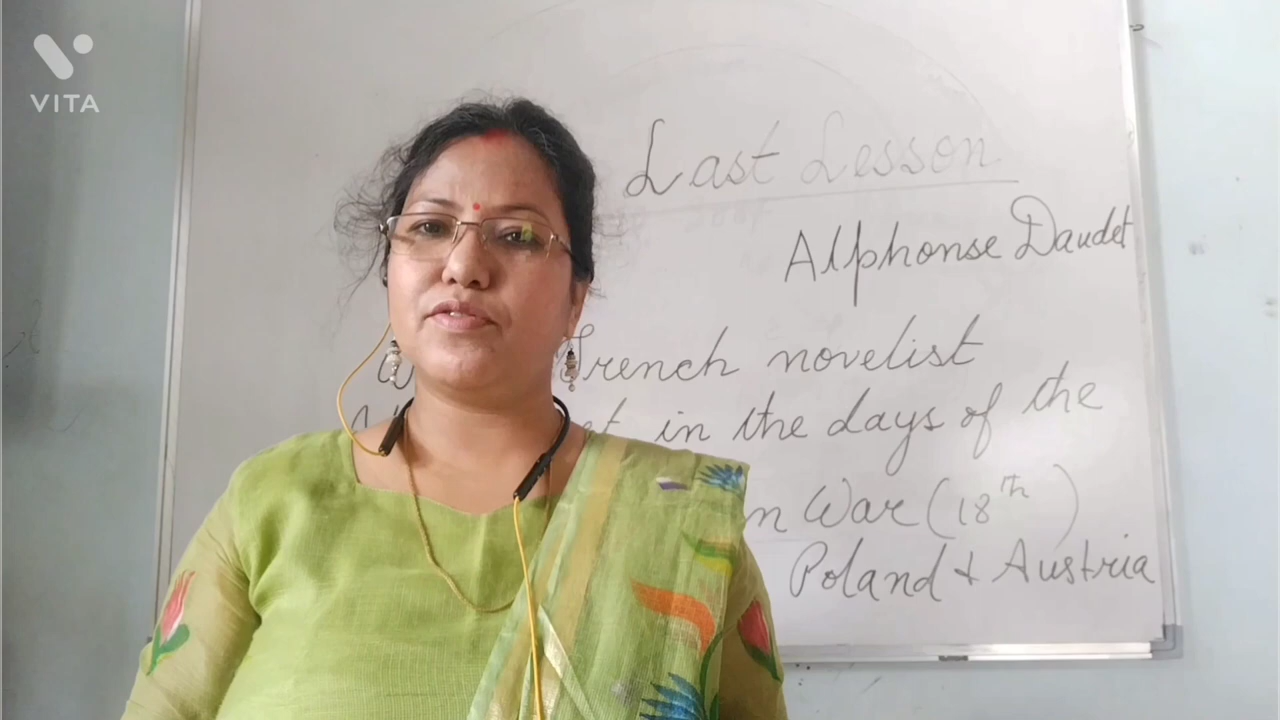 VITA
Last Lesson
Alphonse Daudet
French novelist
in the days of the
War (18th)
Poland & Austria